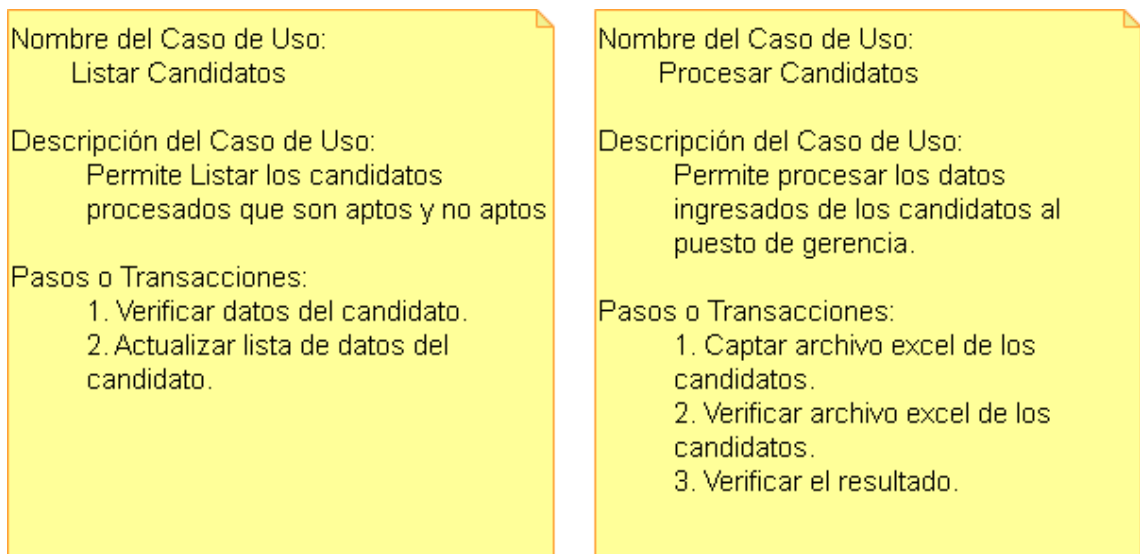 Nombre del Caso de Uso:
Listar Candidatos
Descripción del Caso de Uso:
Permite Listar los candidatos
procesados que son aptos y no aptos
Pasos o Transacciones:
1. Verificar datos del candidato.
2. Actualizar lista de datos del
candidato.
Nombre del Caso de Uso:
Procesar Candidatos
Descripción del Caso de Uso:
Permite procesar los datos
ingresados de los candidatos al
puesto de gerencia.
Pasos o Transacciones:
1. Captar archivo excel de los
candidatos.
2. Verificar archivo excel de los
candidatos.
3. Verificar el resultado.